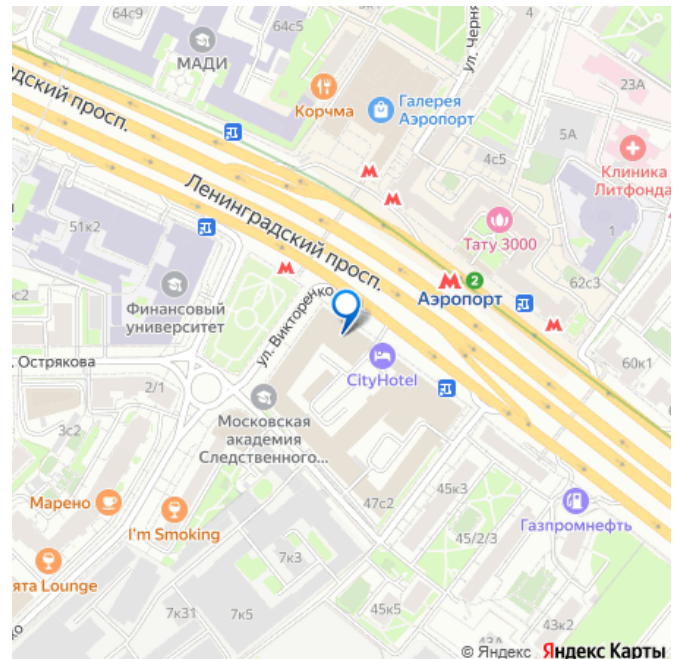 64с9
64с5
МАДИ
ул. Черня
4
Корчма
Галерея
Аэропорт
23А
5А
4с5
Клиника
Литфонда
дский просп.
Ленинградский просп.
51к2
Тату 3000
1
62с3
2
Аэропорт
Финансовый
университет
с2
ул. Викторенко
. Острякова
2/1
CityHotel
60к1
3с2
Московская
академия
Следственного...
Марено
I'm Smoking
47с2
45к3
Газпромнефть
45/2/3
7к3
ята Lounge
7к31
7к5
45к5
43к2
43А
© Яндекс Яндекс Карты